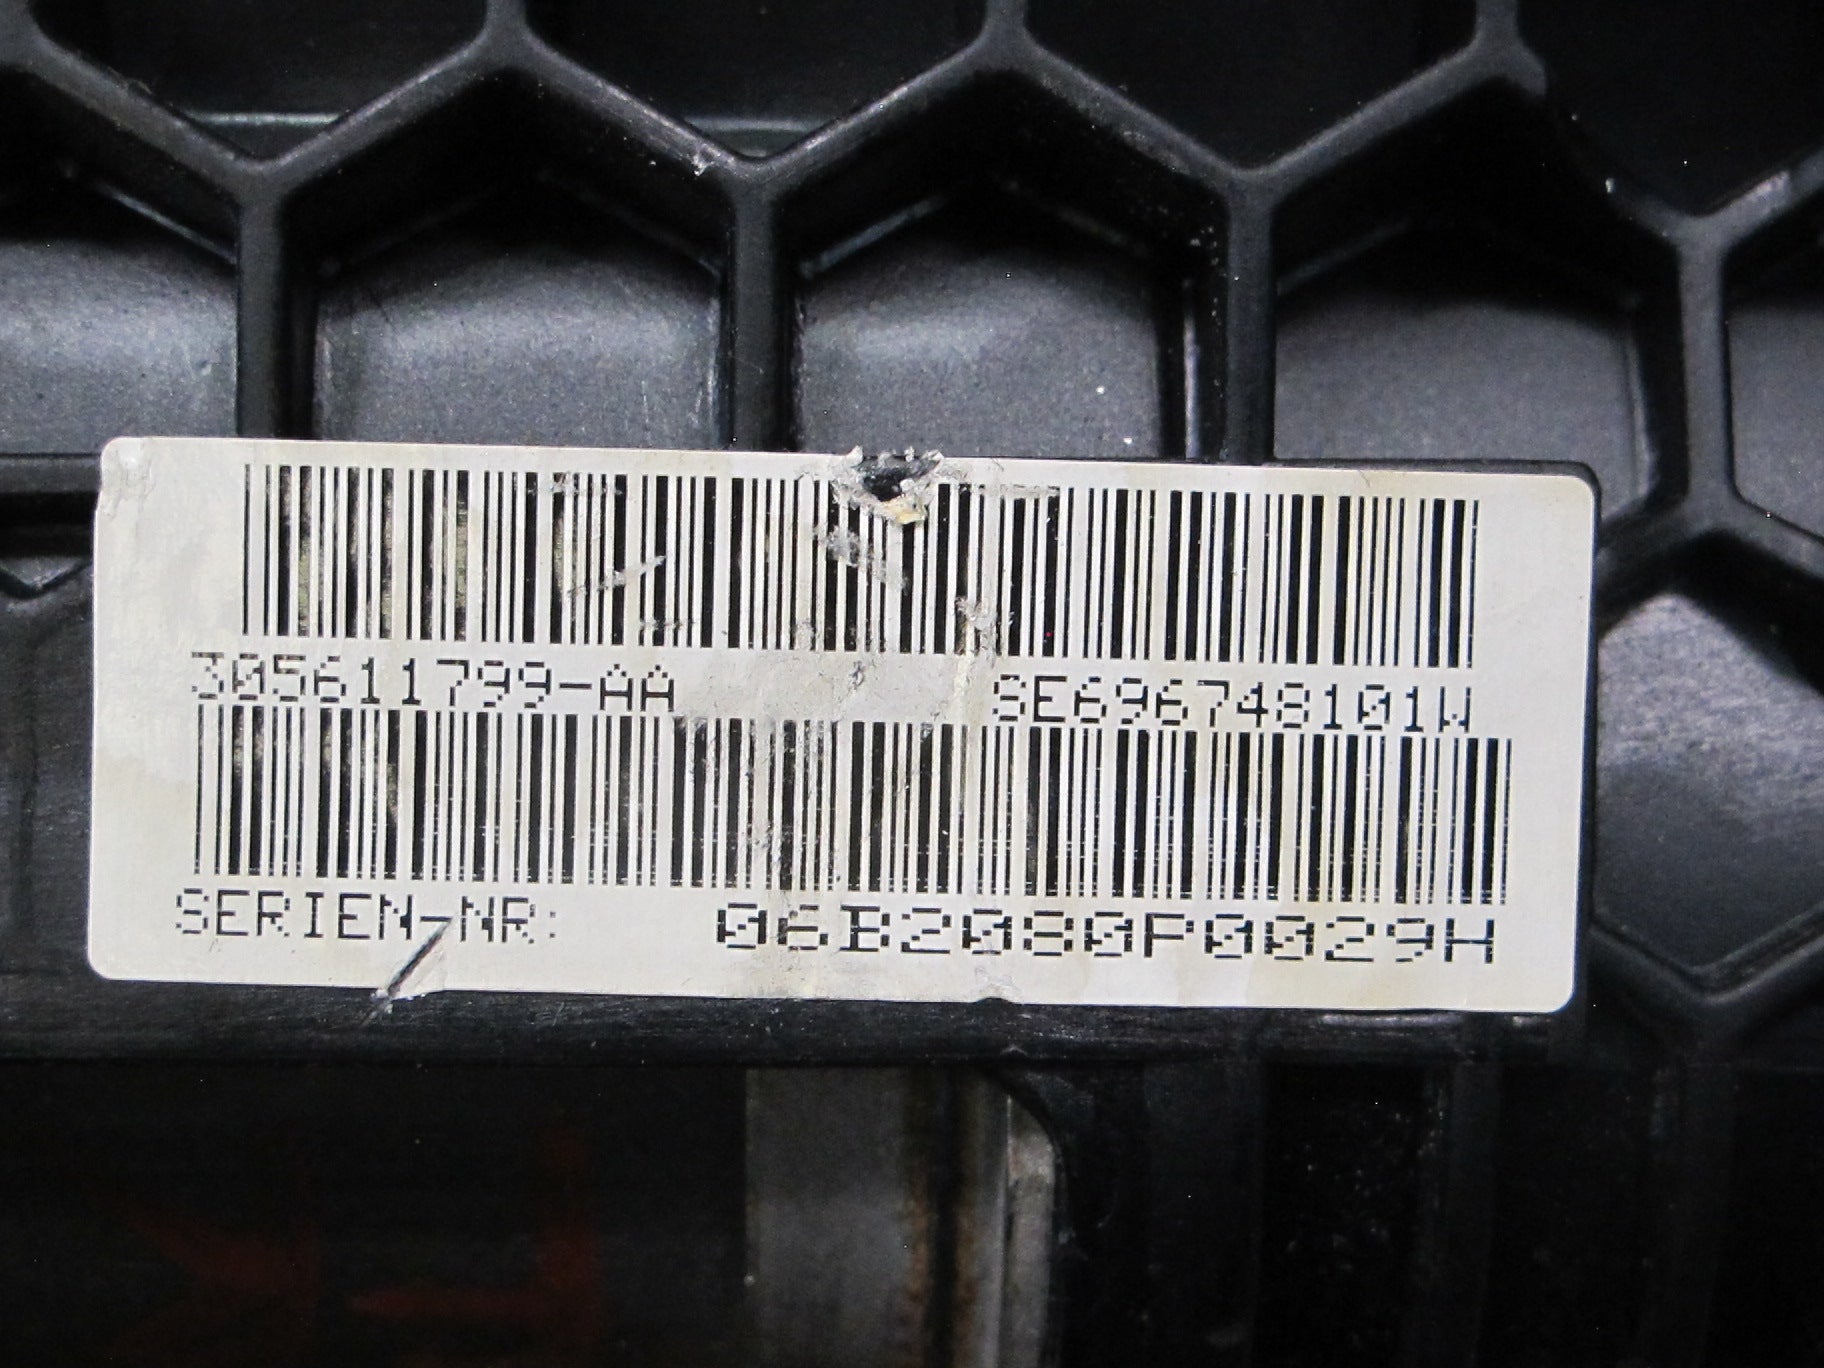 305611799-AA SE696748101W
SERIEN-NR: 06B2080P0029H